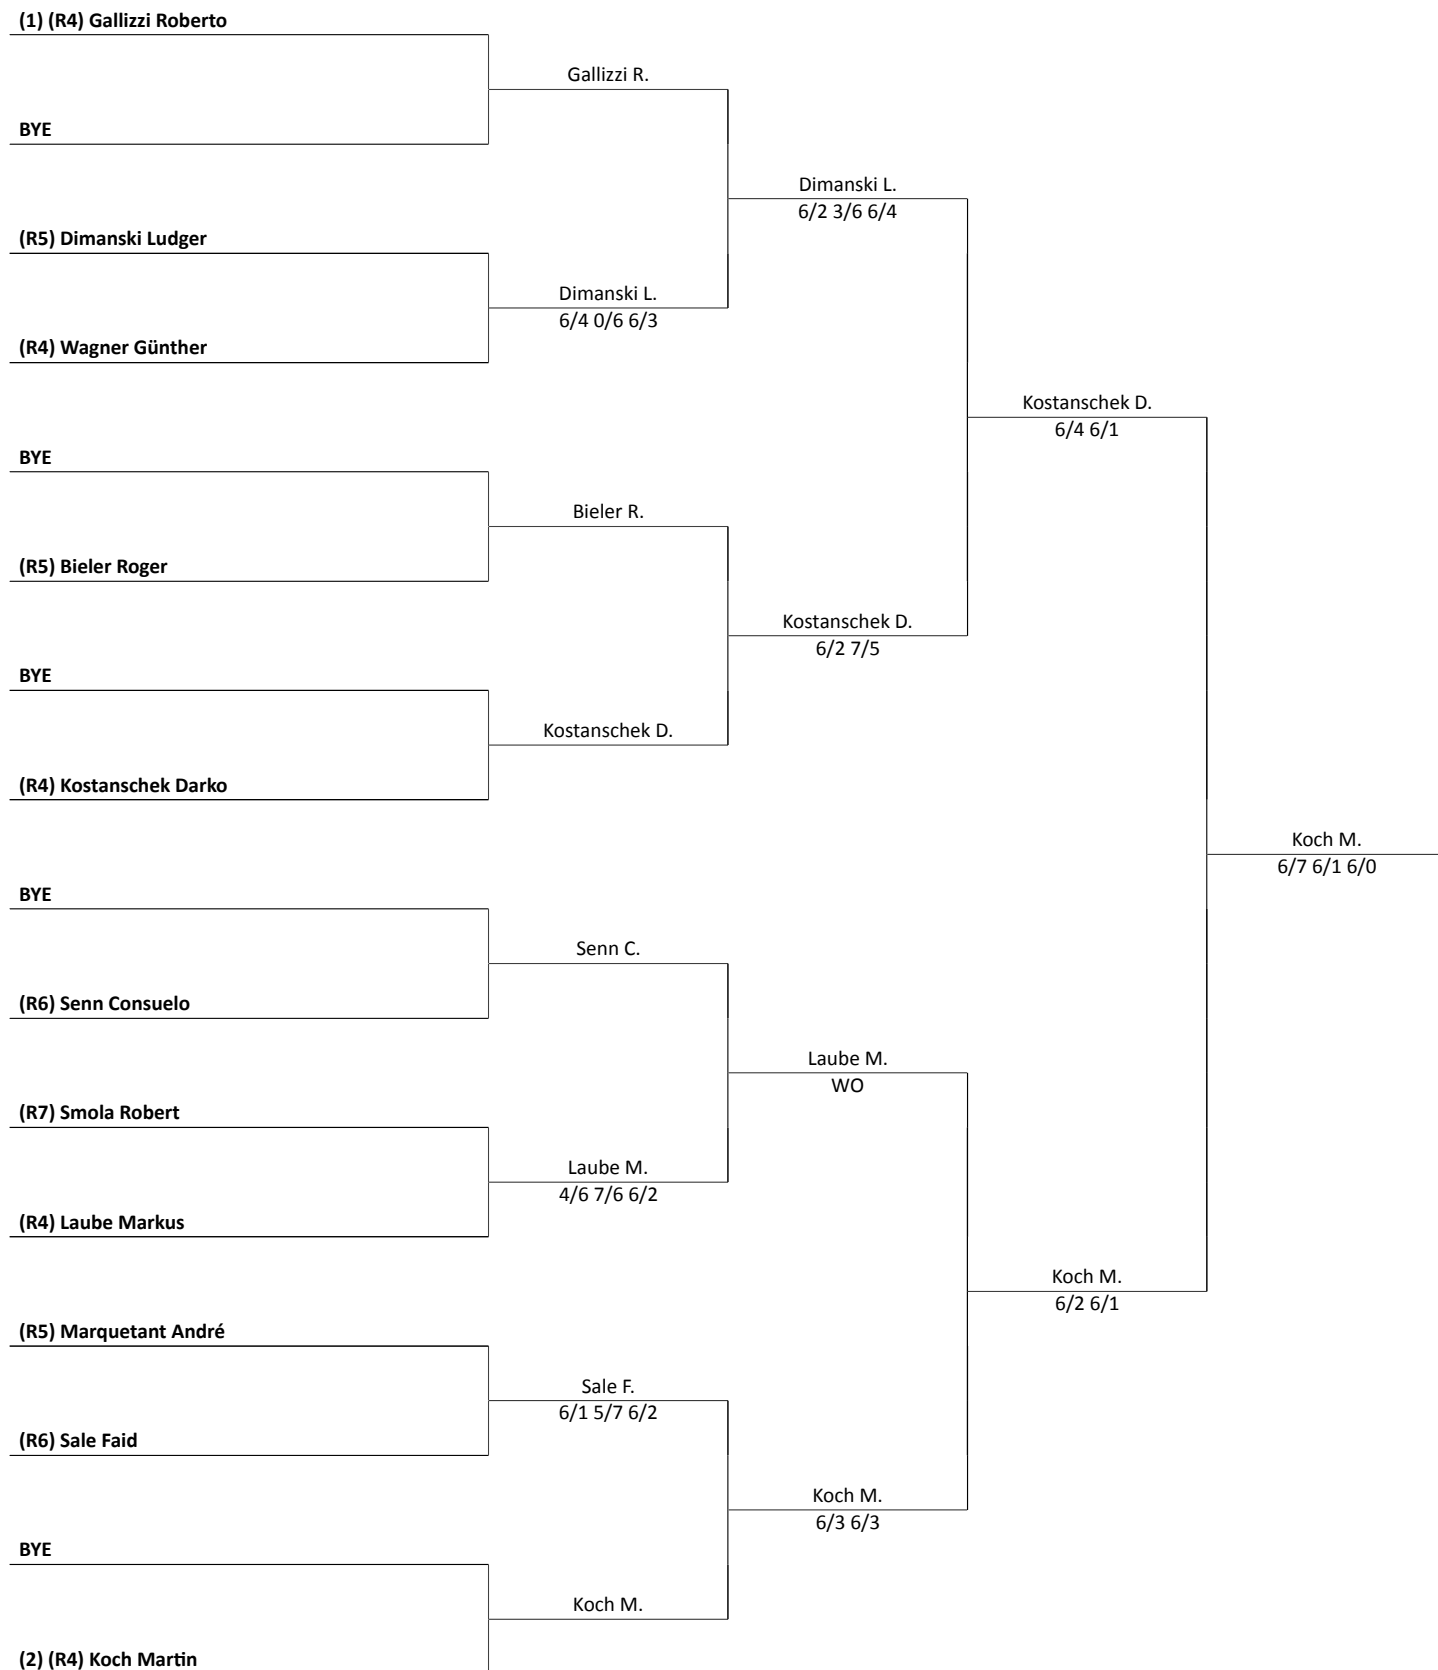 (1) (R4) Gallizzi Roberto
Gallizzi R.
BYE
Dimanski L.
6/2 3/6 6/4
(R5) Dimanski Ludger
Dimanski L.
6/4 0/6 6/3
(R4) Wagner Günther
Kostanschek D.
6/4 6/1
BYE
Bieler R.
(R5) Bieler Roger
Kostanschek D.
6/2 7/5
BYE
Kostanschek D.
(R4) Kostanschek Darko
Koch M.
6/7 6/1 6/0
BYE
Senn C.
(R6) Senn Consuelo
Laube M.
WO
(R7) Smola Robert
Laube M.
4/6 7/6 6/2
(R4) Laube Markus
Koch M.
6/2 6/1
(R5) Marquetant André
Sale F.
6/1 5/7 6/2
(R6) Sale Faid
Koch M.
6/3 6/3
BYE
Koch M.
(2) (R4) Koch Martin